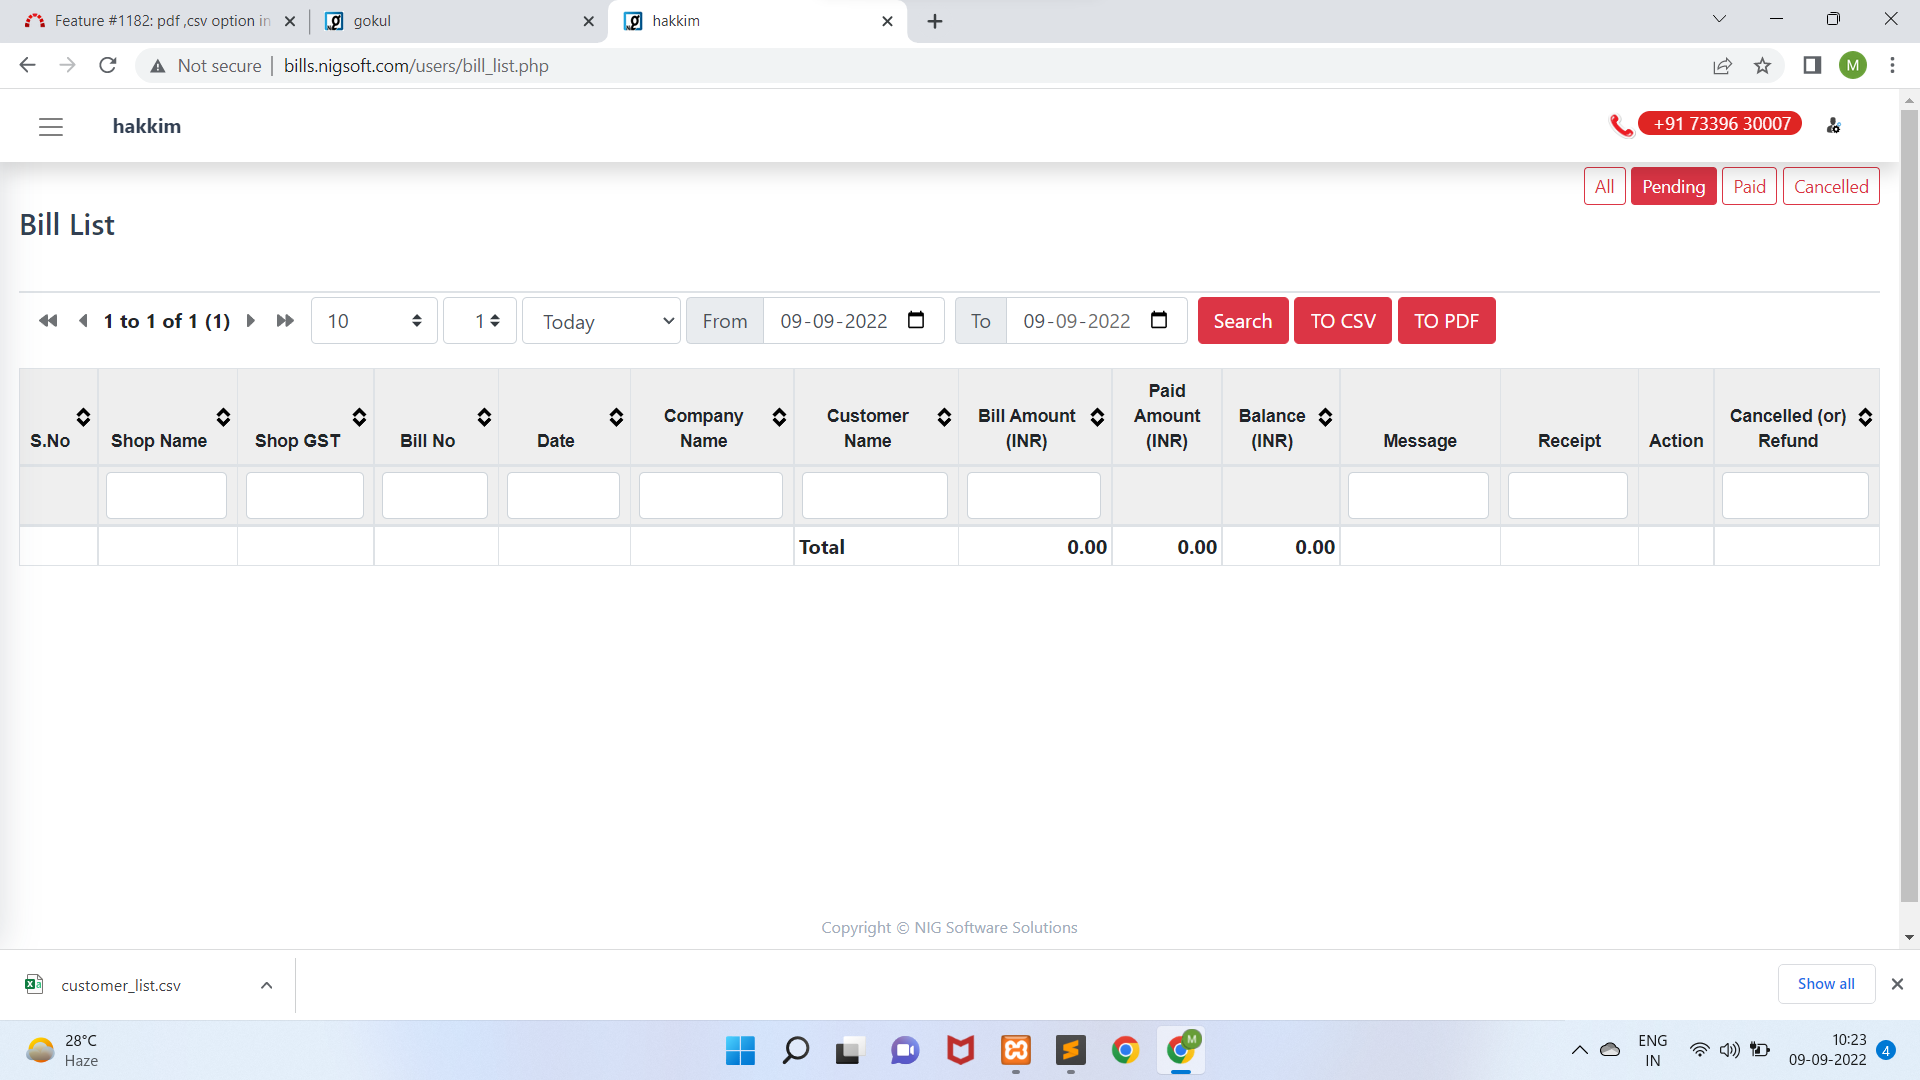 Feature #1182: pdf ,csv option in
gokul
hakkim
Not secure
bills.nigsoft.com/users/bill_list.php
M
hakkim
+91 73396 30007
All
Pending
Paid
Cancelled
Bill List
1 to 1 of 1 (1)
10
1
Today
From
09-09-2022
To
09-09-2022
Search
TO CSV
TO PDF
S.No
Shop Name
Shop GST
Bill No
Date
Company
Name
Customer
Name
Bill Amount
(INR)
Paid
Amount
(INR)
Balance
(INR)
Message
Receipt
Action
Cancelled (or)
Refund
Total
0.00
0.00
0.00
Copyright © NIG Software Solutions
customer_list.csv
Show all
28°C
Haze
M
ENG
IN
10:23
09-09-2022
4